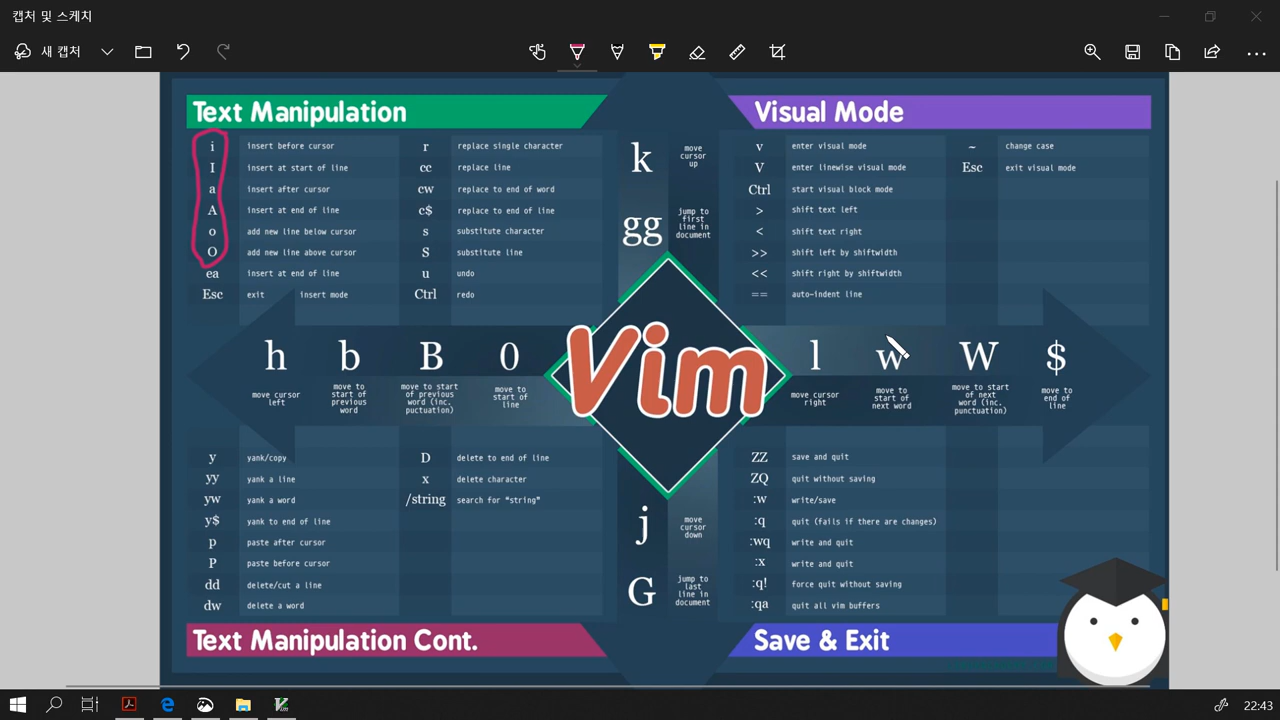 캡처 및 스케치
새 캡처
Text Manipulation
i insert before cursor
I insert at start of line
a insert after cursor
A insert at end of line
o add new line below cursor
O add new line above cursor
ea insert at end of line
Esc exit insert mode
r replace single character
cc replace line
cw replace to end of word
c$ replace to end of line
s substitute character
S substitute line
u undo
Ctrl redo
k move cursor up
gg jump to first line in document
Visual Mode
v enter visual mode
V enter linewise visual mode
Ctrl start visual block mode
> shift text left
< shift text right
>> shift left by shiftwidth
<< shift right by shiftwidth
== auto-indent line
~ change case
Esc exit visual mode
h move cursor left
b move to start of previous word
B move to start of previous word (inc. puctuation)
0 move to start of line
Vim
l move cursor right
w move to start of next word
W move to start of next word (inc. punctuation)
$ move to end of line
y yank/copy
yy yank a line
yw yank a word
y$ yank to end of line
p paste after cursor
P paste before cursor
dd delete/cut a line
dw delete a word
D delete to end of line
x delete character
/string search for "string"
j move cursor down
G jump to last line in document
ZZ save and quit
ZQ quit without saving
:w write/save
:q quit (fails if there are changes)
:wq write and quit
:x write and quit
:q! force quit without saving
:qa quit all vim buffers
Text Manipulation Cont.
Save & Exit
22:43